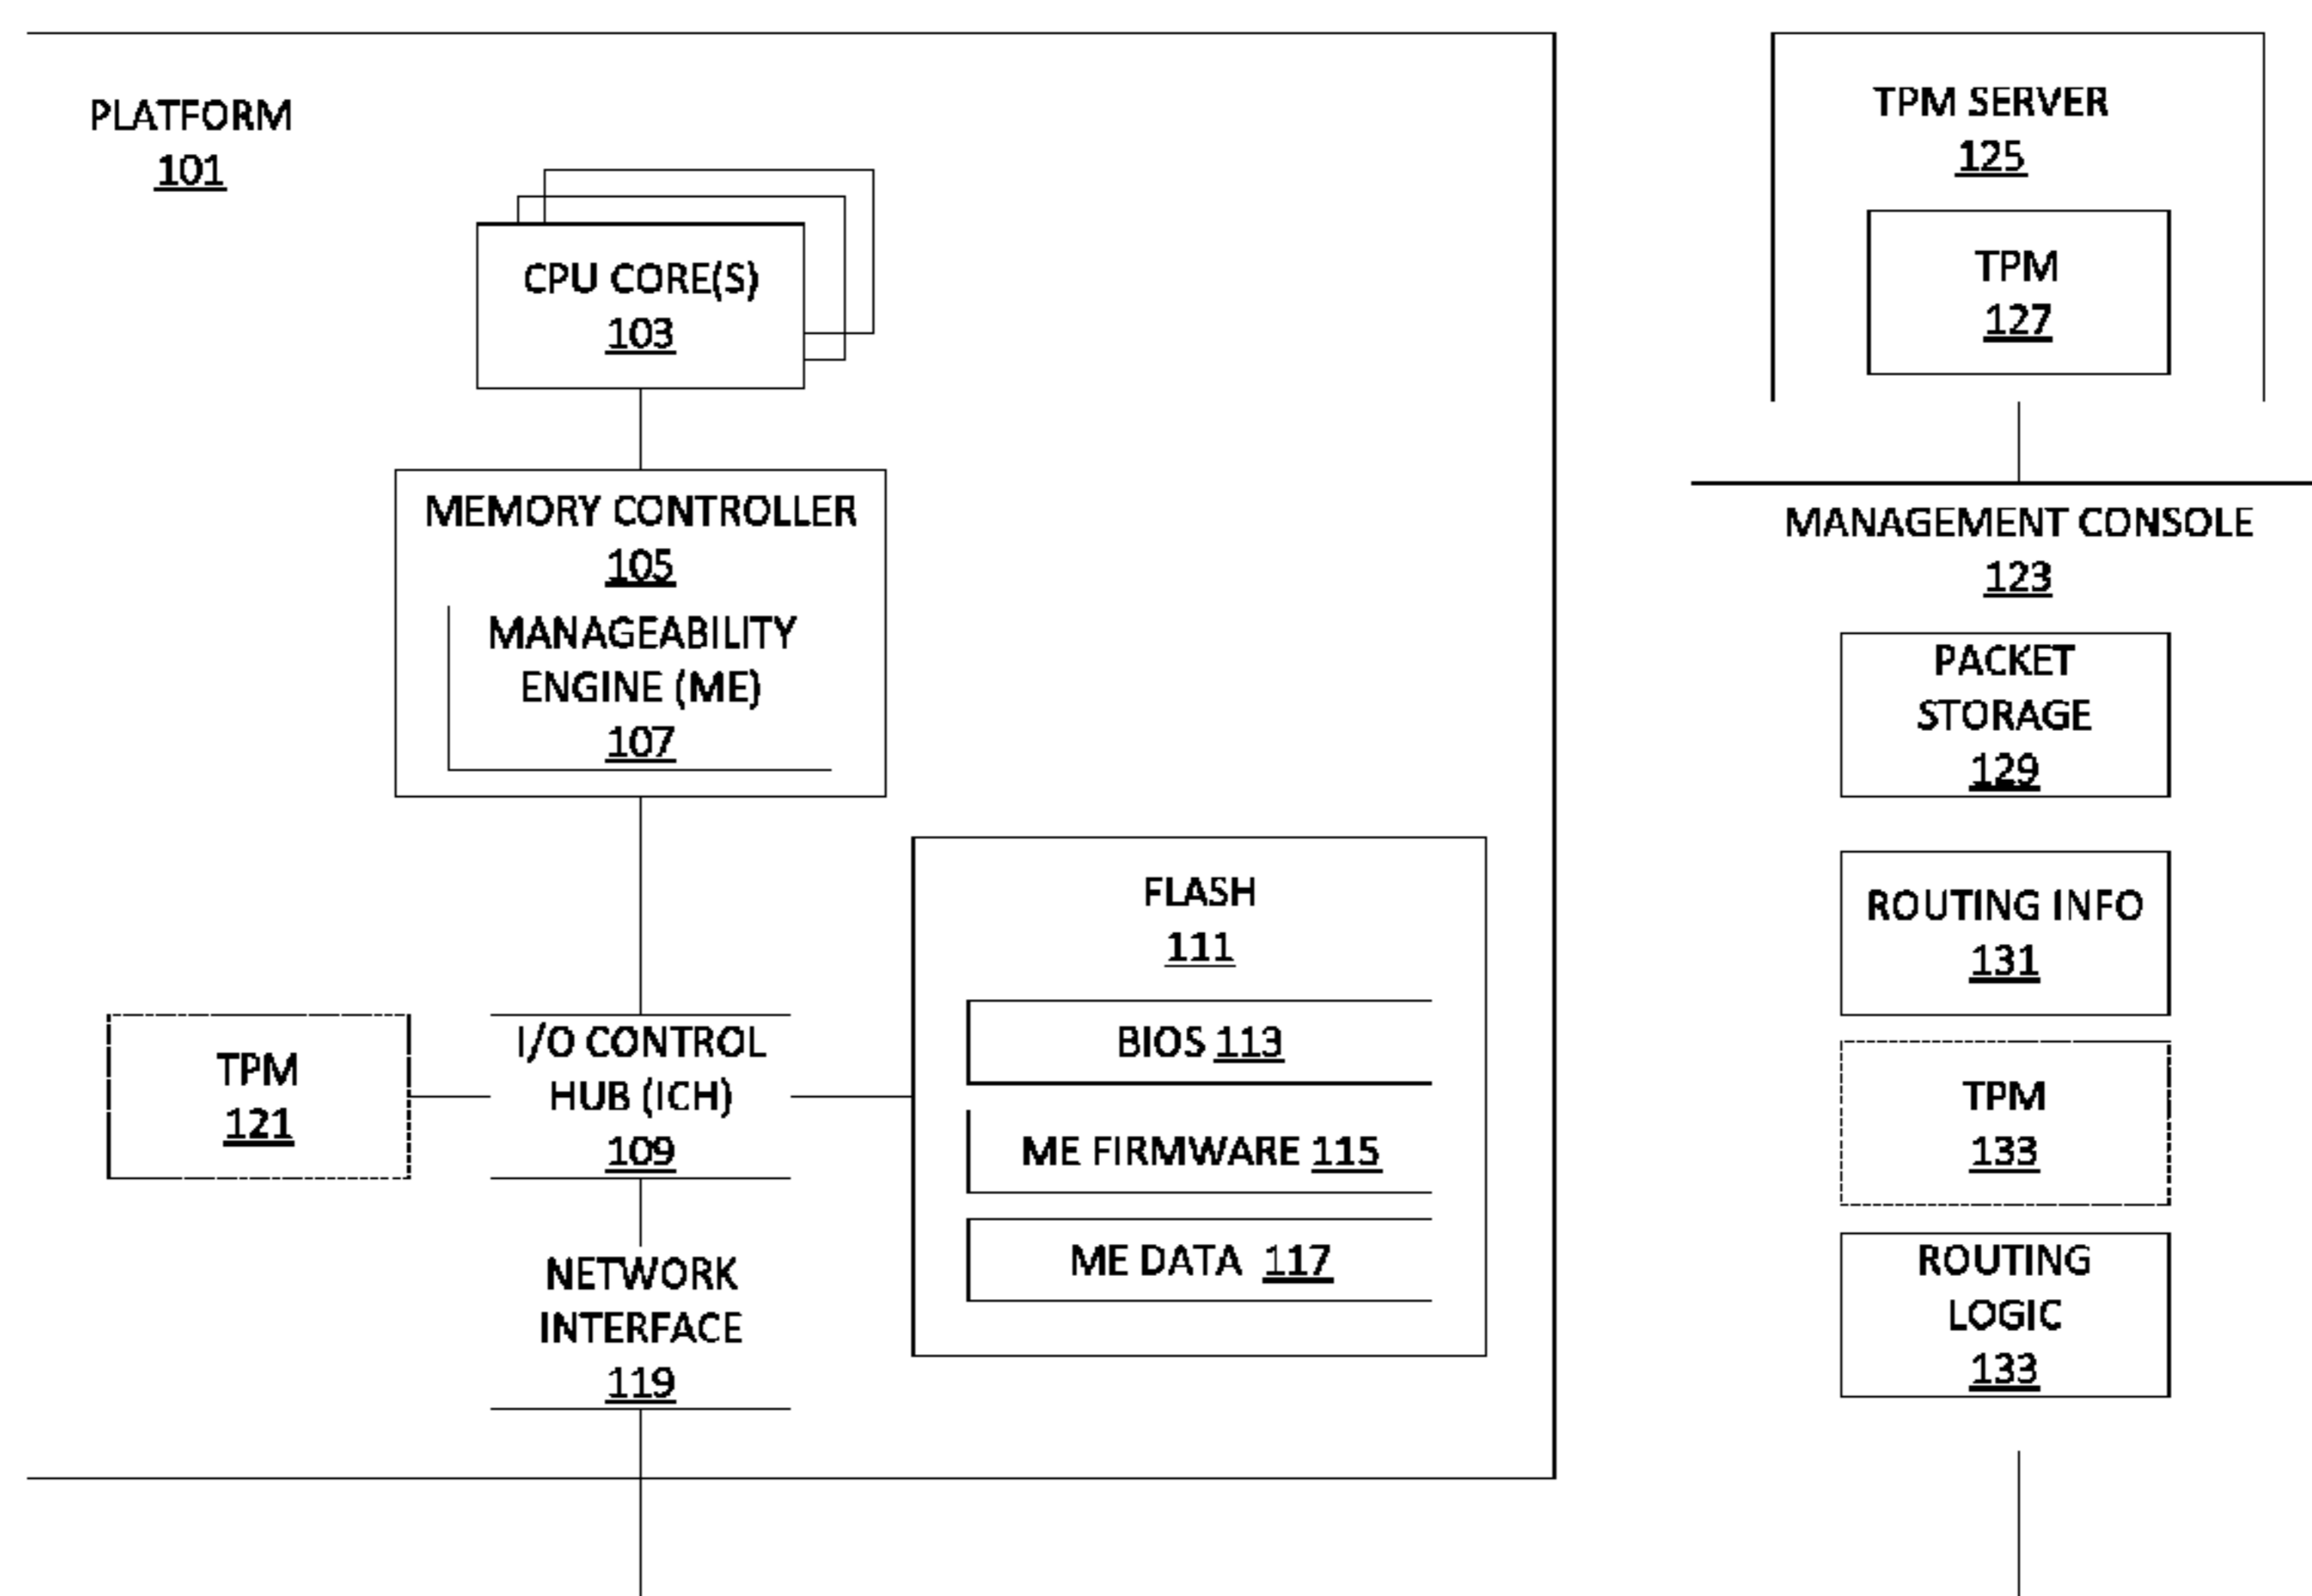 PLATFORM
101
CPU CORE(S)
103
MEMORY CONTROLLER
105
MANAGEABILITY
ENGINE (ME)
107
TPM
121
I/O CONTROL
HUB (ICH)
109
FLASH
111
BIOS 113
ME FIRMWARE 115
ME DATA 117
NETWORK
INTERFACE
119
TPM SERVER
125
TPM
127
MANAGEMENT CONSOLE
123
PACKET
STORAGE
129
ROUTING INFO
131
TPM
133
ROUTING
LOGIC
133